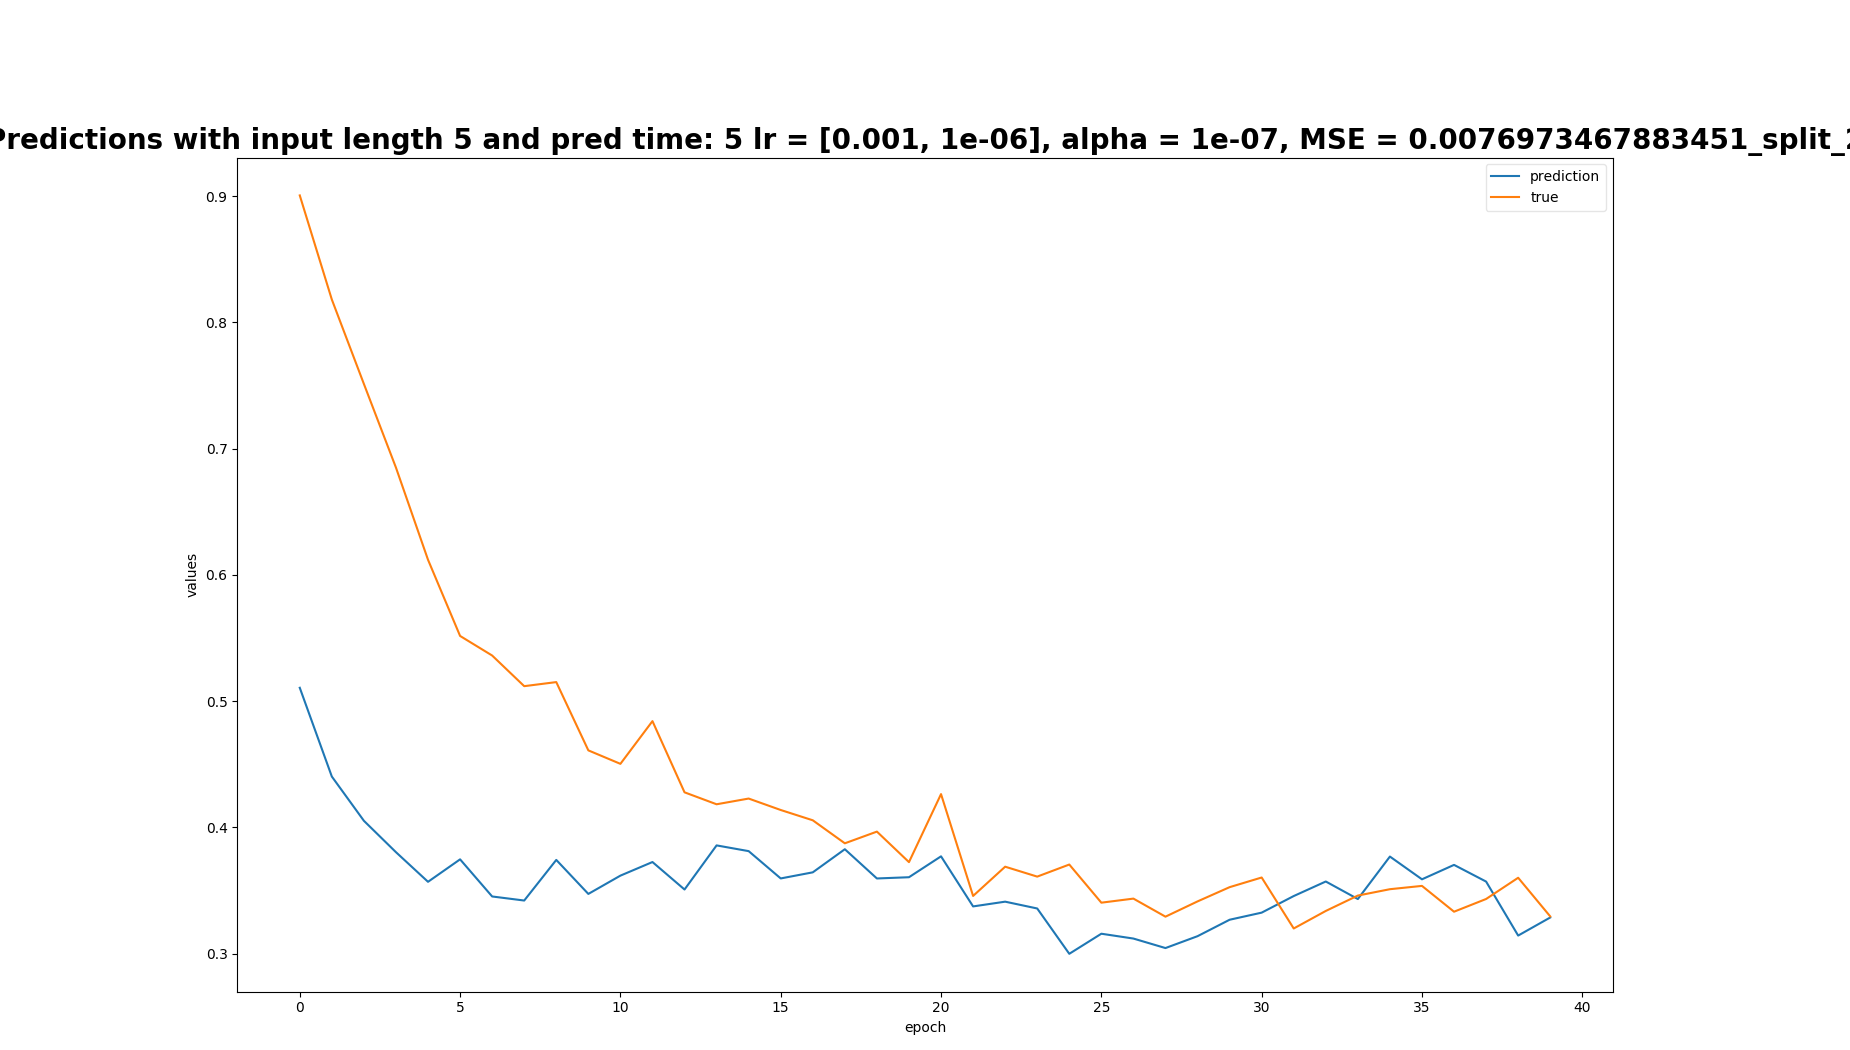 Predictions with input length 5 and pred time: 5 lr = [0.001, 1e-06], alpha = 1e-07, MSE = 0.0076973467883451_split_2
prediction
true
0.9
0.8
0.7
0.6
0.5
0.4
0.3
values
0 5 10 15 20 25 30 35 40
epoch